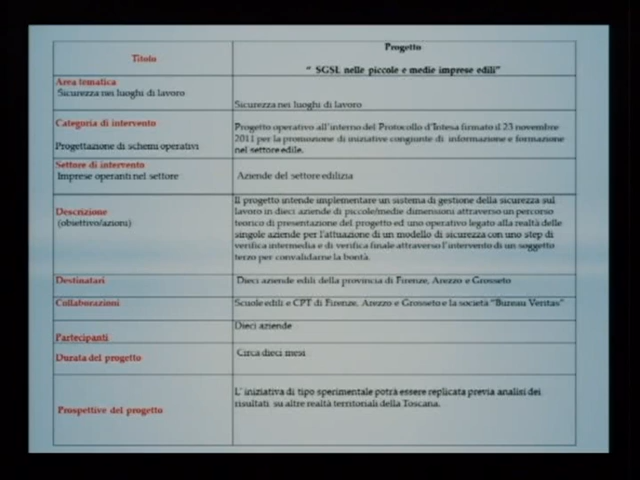 Progetto
Titolo
" SGSL nelle piccole e medie imprese edili"
Area tematica
Sicurezza nei luoghi di lavoro
Sicurezza nei luoghi di lavoro
Categoria di intervento
Progettazione di schemi operativi
Progetto operativo all'interno del Protocollo d'Intesa firmato il 23 novembre
2011 per la promozione di iniziative congiunte di informazione e formazione
nel settore edile.
Settore di intervento
Imprese operanti nel settore
Aziende del settore edilizia
Descrizione
(obiettivo/azioni)
Il progetto intende implementare un sistema di gestione della sicurezza sul
lavoro in dieci aziende di piccole/medie dimensioni attraverso un percorso
teorico di presentazione del progetto ed uno operativo legato alla realtà delle
singole aziende per l'attuazione di un modello di sicurezza con uno step di
verifica intermedia e di verifica finale attraverso l'intervento di un soggetto
terzo per convalidarne la bontà.
Destinatari
Dieci aziende edili della provincia di Firenze, Arezzo e Grosseto
Collaborazioni
Scuole edili e CPT di Firenze, Arezzo e Grosseto e la società "Bureau Veritas"
Partecipanti
Dieci aziende
Durata del progetto
Circa dieci mesi
Prospettive del progetto
L' iniziativa di tipo sperimentale potrà essere replicata previa analisi dei
risultati su altre realtà territoriali della Toscana.